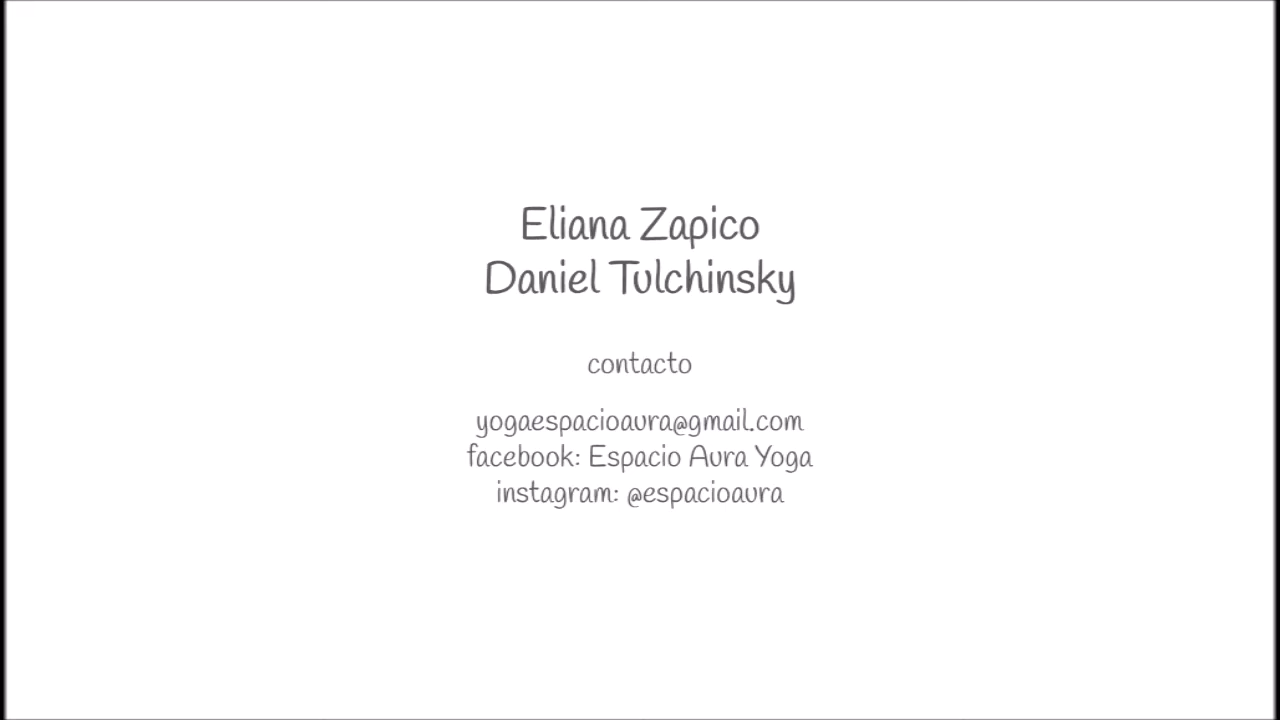 Eliana Zapico
Daniel Tulchinsky
contacto
yogaespacioaura@gmail.com
facebook: Espacio Aura Yoga
instagram: @espacioaura